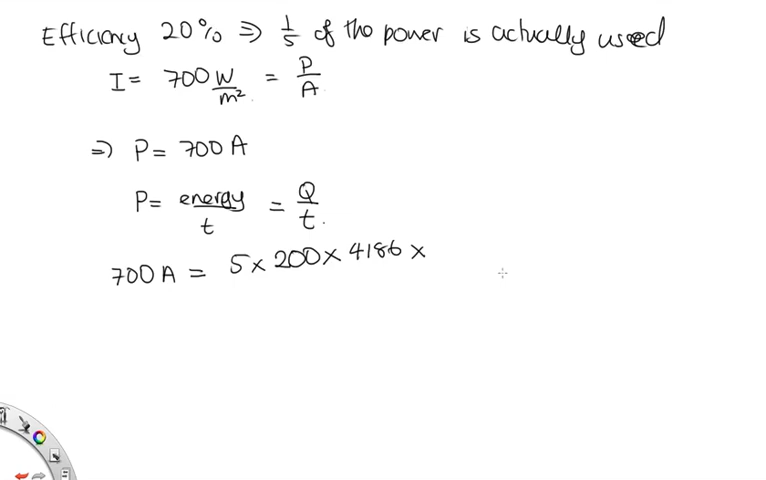 Efficiency 20% ⇒ 1/5 of the power is actually used
I = 700 W/m² = P/A
⇒ P = 700 A
P = energy/t = Q/t.
700 A = 5 × 200 × 4186 ×